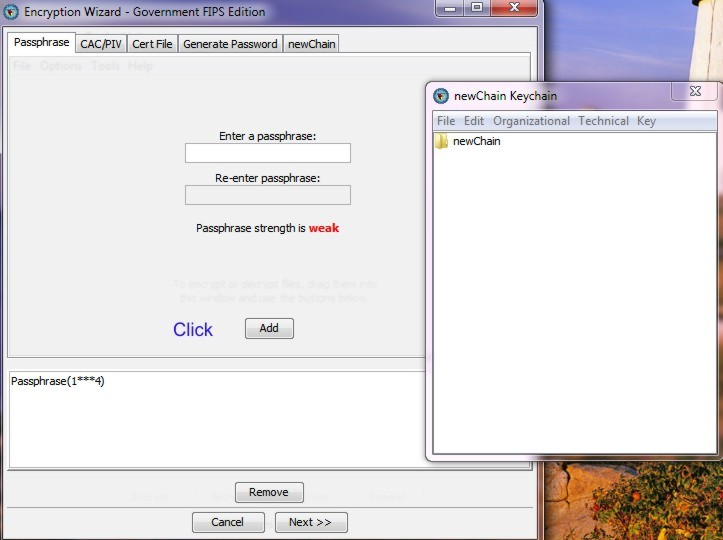 Encryption Wizard - Government FIPS Edition
Passphrase CAC/PIV Cert File Generate Password newChain
File Options Tools Help
Enter a passphrase:
Re-enter passphrase:
Passphrase strength is weak
To encrypt or decrypt files, drag them into
this window and use the buttons below.
Click Add
Passphrase(1***4)
Remove
Cancel Next >>
newChain Keychain
File Edit Organizational Technical Key
newChain